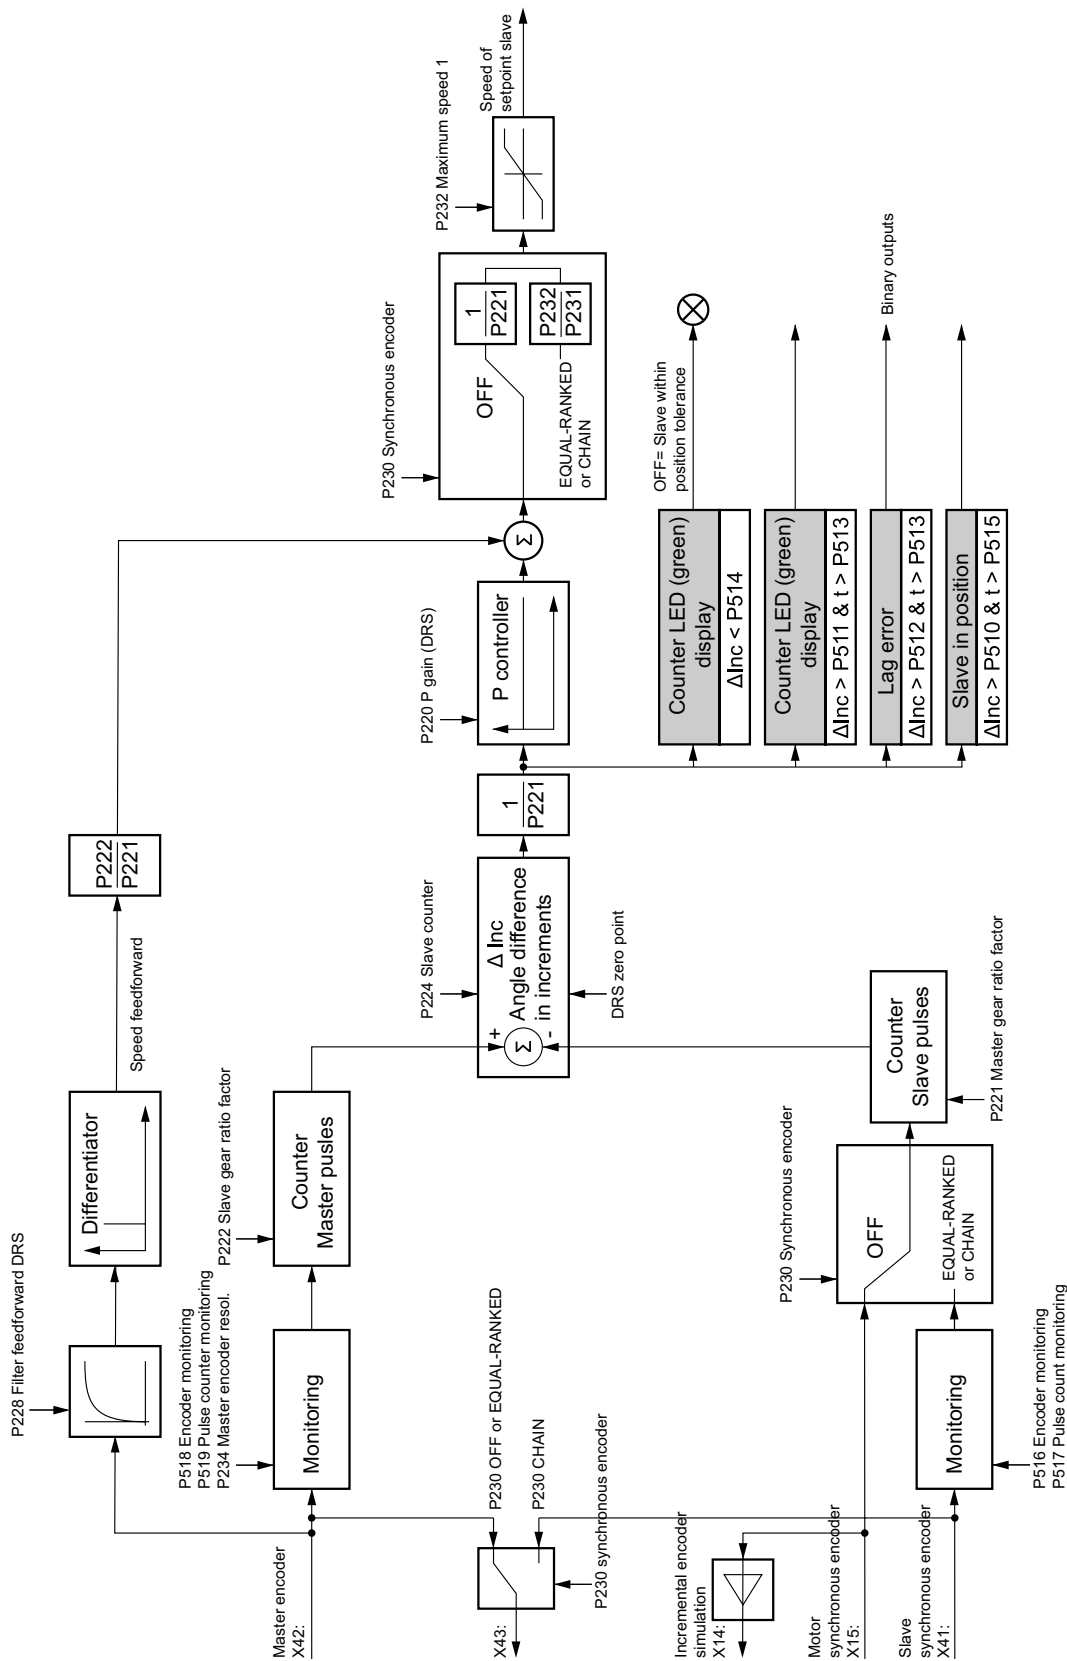 P228 Filter feedforward DRS
Differentiator
Speed feedforward
P222
P221
P518 Encoder monitoring
P519 Pulse counter monitoring
P234 Master encoder resol.
P222 Slave gear ratio factor
Monitoring
Counter
Master pusles
Master encoder
X42:
P230 OFF or EQUAL-RANKED
P230 CHAIN
P230 synchronous encoder
X43:
P224 Slave counter
Δ Inc
Angle difference
in increments
+
Σ
-
DRS zero point
1
P221
P220 P gain (DRS)
P controller
Σ
P230 Synchronous encoder
OFF
EQUAL-RANKED
or CHAIN
1
P221
P232
P231
P232 Maximum speed 1
Speed of
setpoint slave
Counter LED (green)
display
ΔInc < P514
OFF= Slave within
position tolerance
Counter LED (green)
display
ΔInc > P511 & t > P513
Lag error
ΔInc > P512 & t > P513
Binary outputs
Slave in position
ΔInc > P510 & t > P515
Incremental encoder
simulation
X14:
Motor
synchronous encoder
X15:
Slave
synchronous encoder
X41:
P230 Synchronous encoder
OFF
EQUAL-RANKED
or CHAIN
Counter
Slave pulses
P221 Master gear ratio factor
Monitoring
P516 Encoder monitoring
P517 Pulse count monitoring